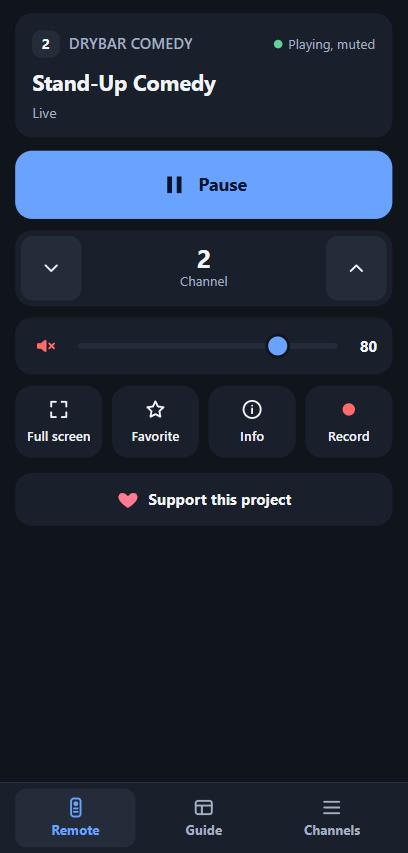 2 DRYBAR COMEDY Playing, muted
Stand-Up Comedy
Live
Pause
2
Channel
80
Full screen Favorite Info Record
Support this project
Remote Guide Channels